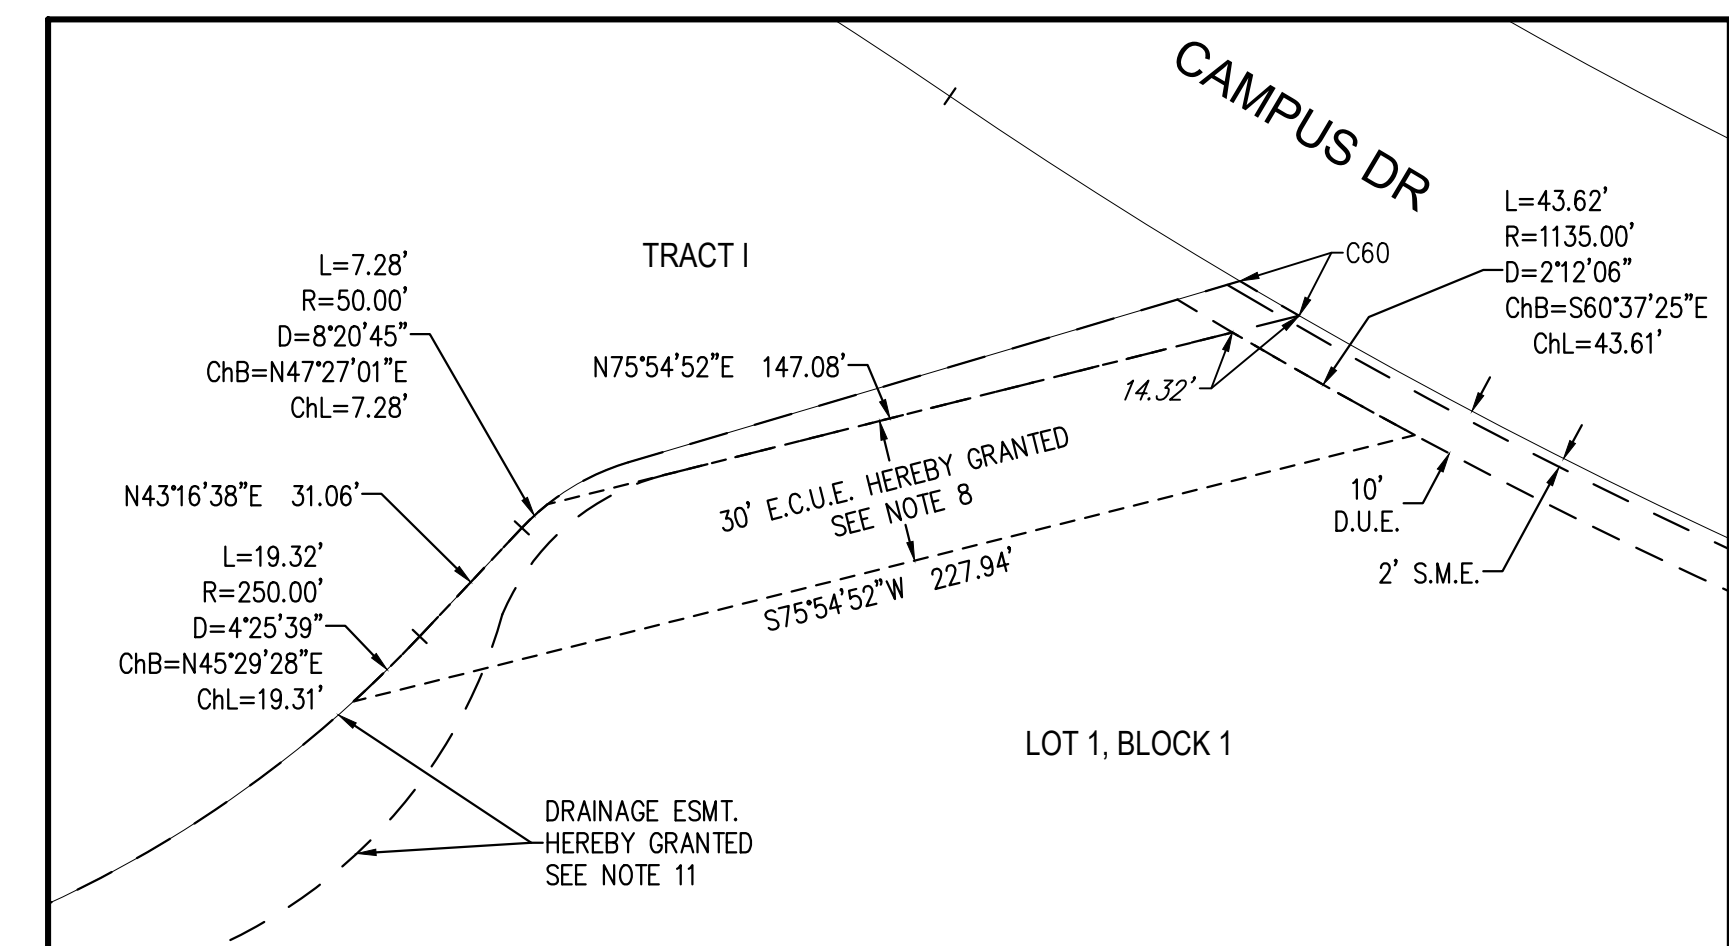 CAMPUS DR
L=43.62'
R=1135.00'
D=2°12'06"
ChB=S60°37'25"E
ChL=43.61'
C60
TRACT I
L=7.28'
R=50.00'
D=8°20'45"
ChB=N47°27'01"E
ChL=7.28'
N75°54'52"E 147.08'
14.32'
30' E.C.U.E. HEREBY GRANTED
SEE NOTE 8
N43°16'38"E 31.06'
10'
D.U.E.
2' S.M.E.
L=19.32'
R=250.00'
D=4°25'39"
ChB=N45°29'28"E
ChL=19.31'
S75°54'52"W 227.94'
LOT 1, BLOCK 1
DRAINAGE ESMT.
HEREBY GRANTED
SEE NOTE 11